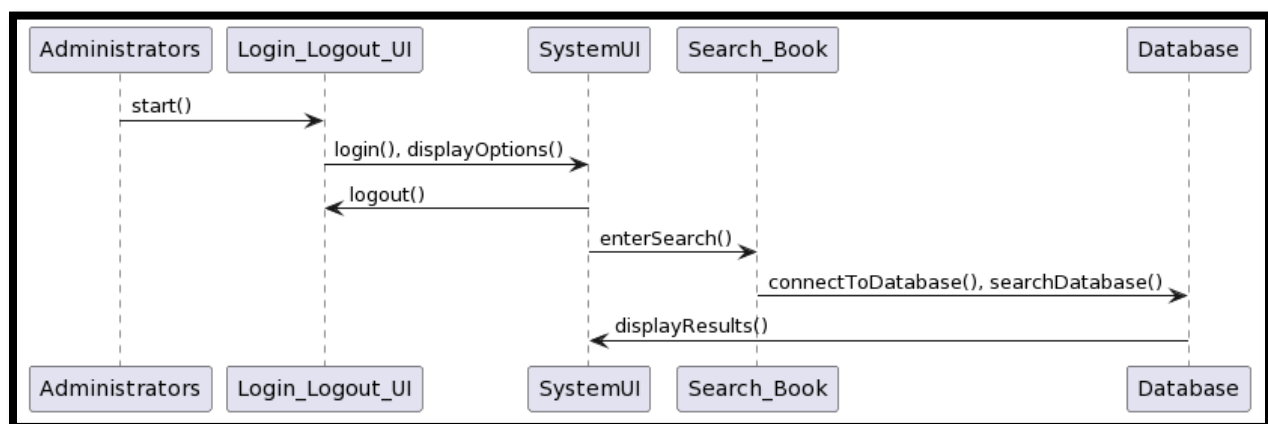 Administrators Login_Logout_UI SystemUI Search_Book Database
start()
login(), displayOptions()
logout()
enterSearch()
connectToDatabase(), searchDatabase()
displayResults()
Administrators Login_Logout_UI SystemUI Search_Book Database